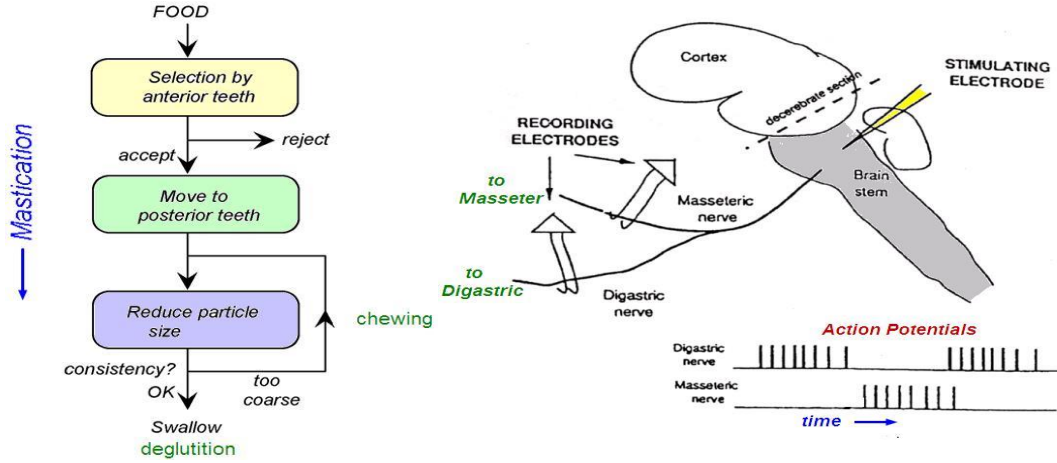 FOOD
Selection by
anterior teeth
reject
accept
Move to
posterior teeth
Mastication
Reduce particle
size
chewing
consistency?
OK
too
coarse
Swallow
deglutition
Cortex
decerebrate section
STIMULATING
ELECTRODE
RECORDING
ELECTRODES
Brain
stem
to
Masseter
Masseteric
nerve
to
Digastric
Digastric
nerve
Action Potentials
Digastric
nerve
Masseteric
nerve
time